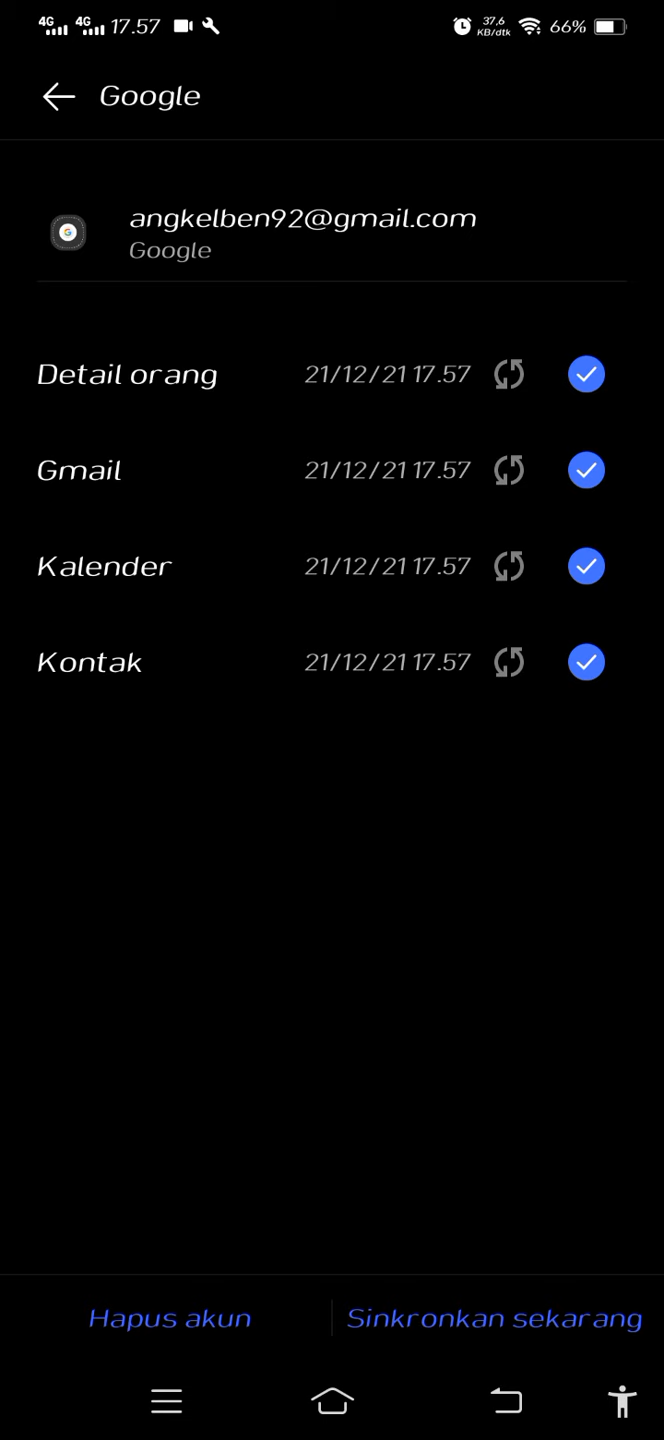 4G 4G 17.57 37,6 KB/dtk 66%
Google
angkelben92@gmail.com
Google
Detail orang 21/12/21 17.57
Gmail 21/12/21 17.57
Kalender 21/12/21 17.57
Kontak 21/12/21 17.57
Hapus akun Sinkronkan sekarang